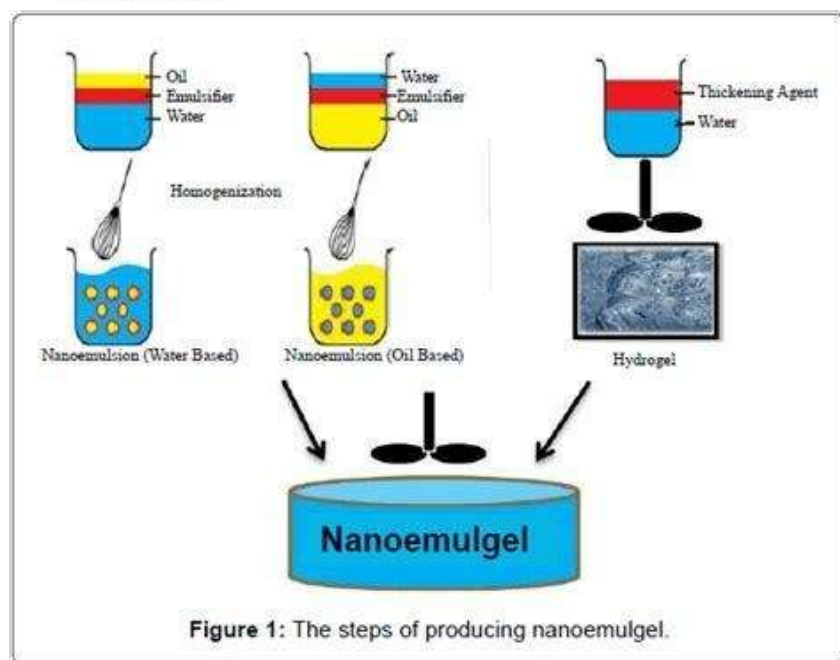 Oil
Emulsifier
Water
Water
Emulsifier
Oil
Thickening Agent
Water
Homogenization
Nanoemulsion (Water Based)
Nanoemulsion (Oil Based)
Hydrogel
Nanoemulgel
Figure 1: The steps of producing nanoemulgel.